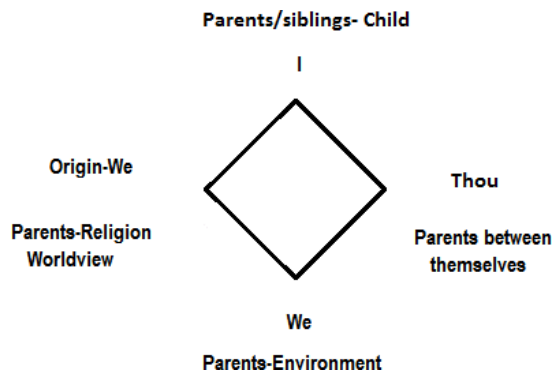 Parents/siblings- Child
I
Origin-We
Thou
Parents-Religion
Worldview
Parents between
themselves
We
Parents-Environment